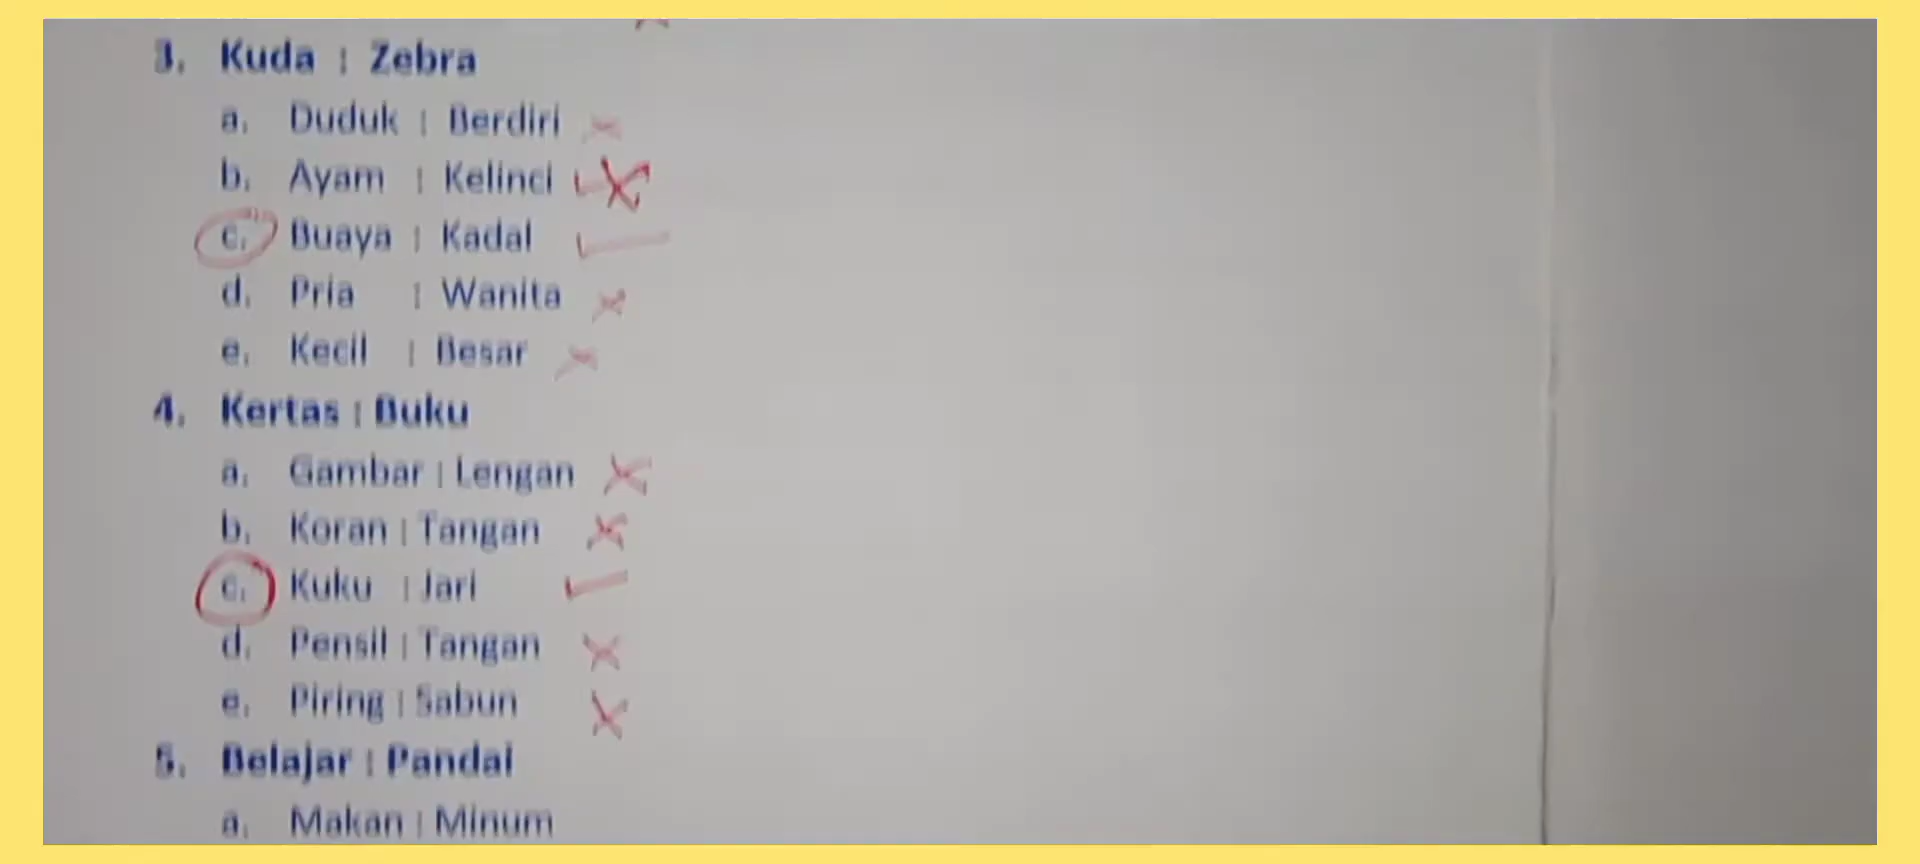 3. Kuda : Zebra
a. Duduk : Berdiri
b. Ayam : Kelinci
c. Buaya : Kadal
d. Pria : Wanita
e. Kecil : Besar
4. Kertas : Buku
a. Gambar : Lengan
b. Koran : Tangan
c. Kuku : Jari
d. Pensil : Tangan
e. Piring : Sabun
5. Belajar : Pandai
a. Makan : Minum